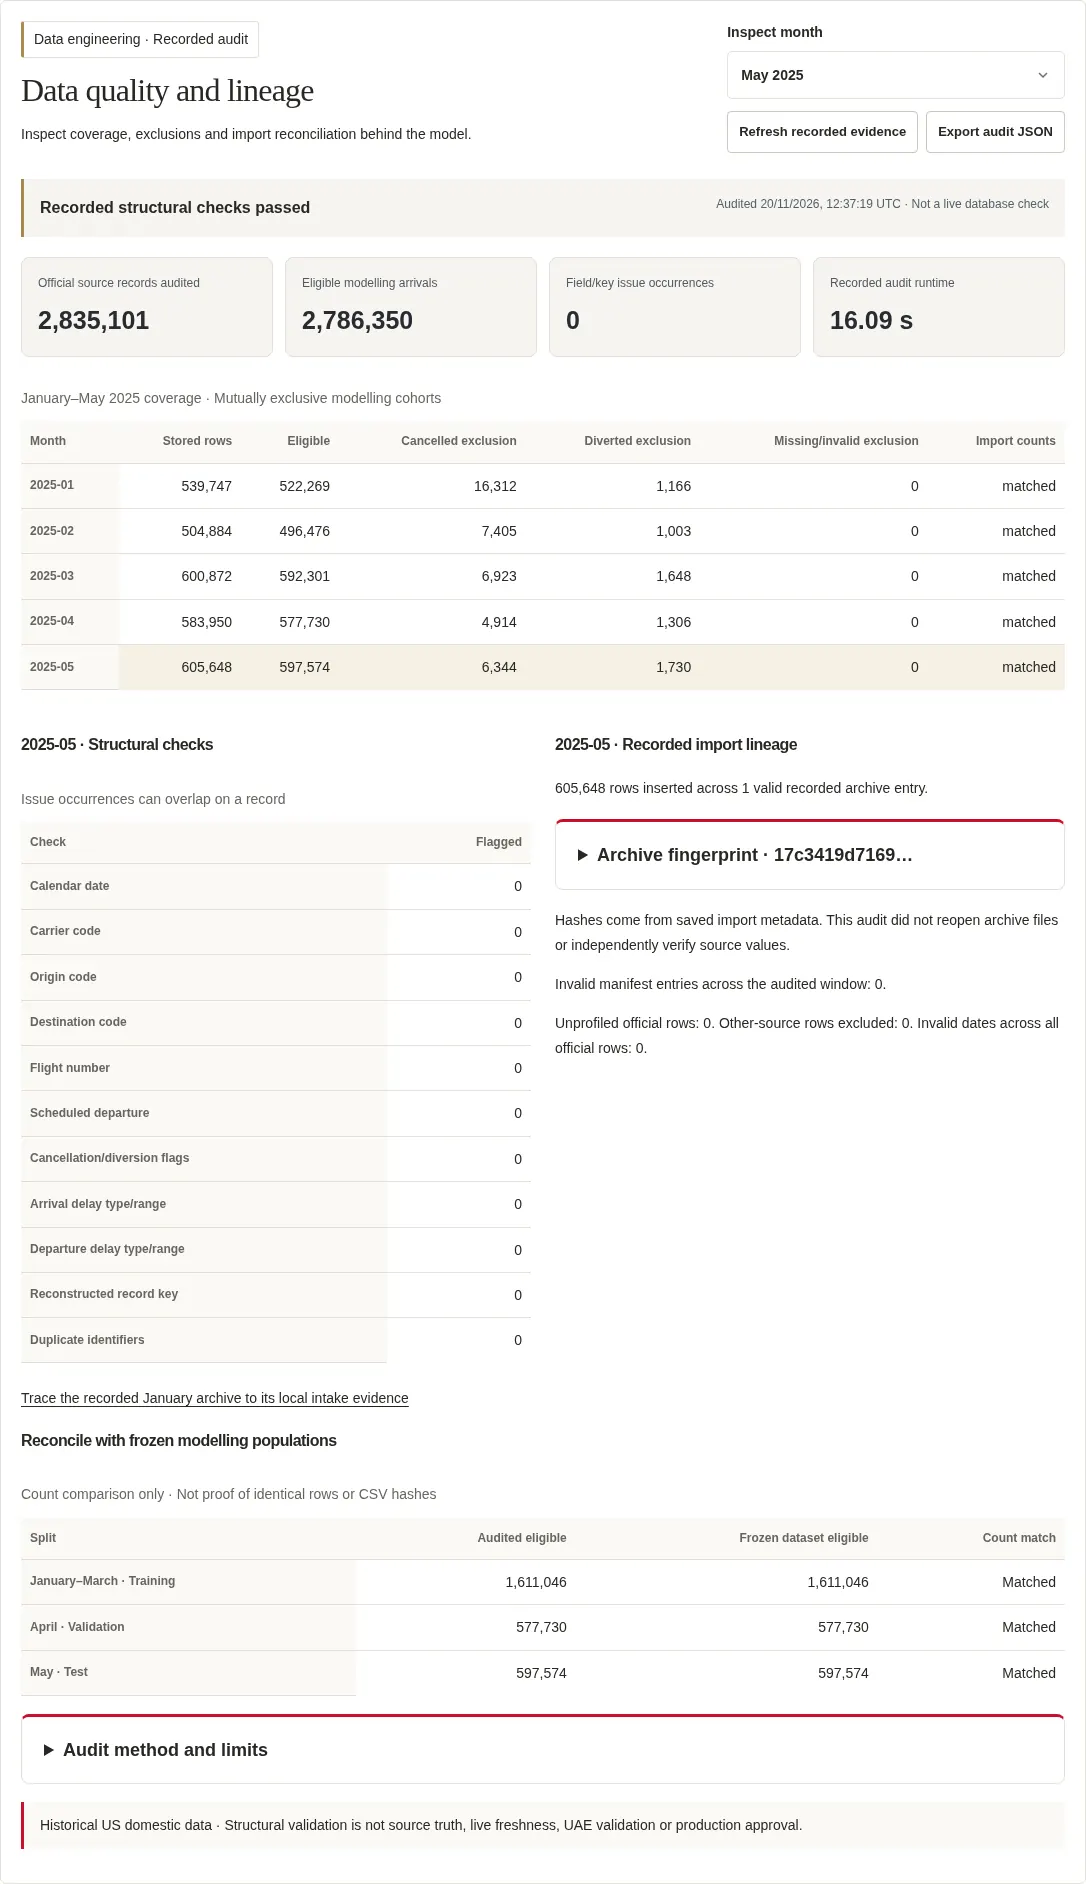 Data engineering · Recorded audit
Data quality and lineage
Inspect coverage, exclusions and import reconciliation behind the model.
Inspect month
May 2025
Refresh recorded evidence
Export audit JSON
Recorded structural checks passed
Audited 20/11/2026, 12:37:19 UTC · Not a live database check
Official source records audited
2,835,101
Eligible modelling arrivals
2,786,350
Field/key issue occurrences
0
Recorded audit runtime
16.09 s
January–May 2025 coverage · Mutually exclusive modelling cohorts
Month Stored rows Eligible Cancelled exclusion Diverted exclusion Missing/invalid exclusion Import counts
2025-01 539,747 522,269 16,312 1,166 0 matched
2025-02 504,884 496,476 7,405 1,003 0 matched
2025-03 600,872 592,301 6,923 1,648 0 matched
2025-04 583,950 577,730 4,914 1,306 0 matched
2025-05 605,648 597,574 6,344 1,730 0 matched
2025-05 · Structural checks
Issue occurrences can overlap on a record
Check Flagged
Calendar date 0
Carrier code 0
Origin code 0
Destination code 0
Flight number 0
Scheduled departure 0
Cancellation/diversion flags 0
Arrival delay type/range 0
Departure delay type/range 0
Reconstructed record key 0
Duplicate identifiers 0
2025-05 · Recorded import lineage
605,648 rows inserted across 1 valid recorded archive entry.
▶ Archive fingerprint · 17c3419d7169…
Hashes come from saved import metadata. This audit did not reopen archive files
or independently verify source values.
Invalid manifest entries across the audited window: 0.
Unprofiled official rows: 0. Other-source rows excluded: 0. Invalid dates across all
official rows: 0.
Trace the recorded January archive to its local intake evidence
Reconcile with frozen modelling populations
Count comparison only · Not proof of identical rows or CSV hashes
Split Audited eligible Frozen dataset eligible Count match
January–March · Training 1,611,046 1,611,046 Matched
April · Validation 577,730 577,730 Matched
May · Test 597,574 597,574 Matched
▶ Audit method and limits
Historical US domestic data · Structural validation is not source truth, live freshness, UAE validation or production approval.